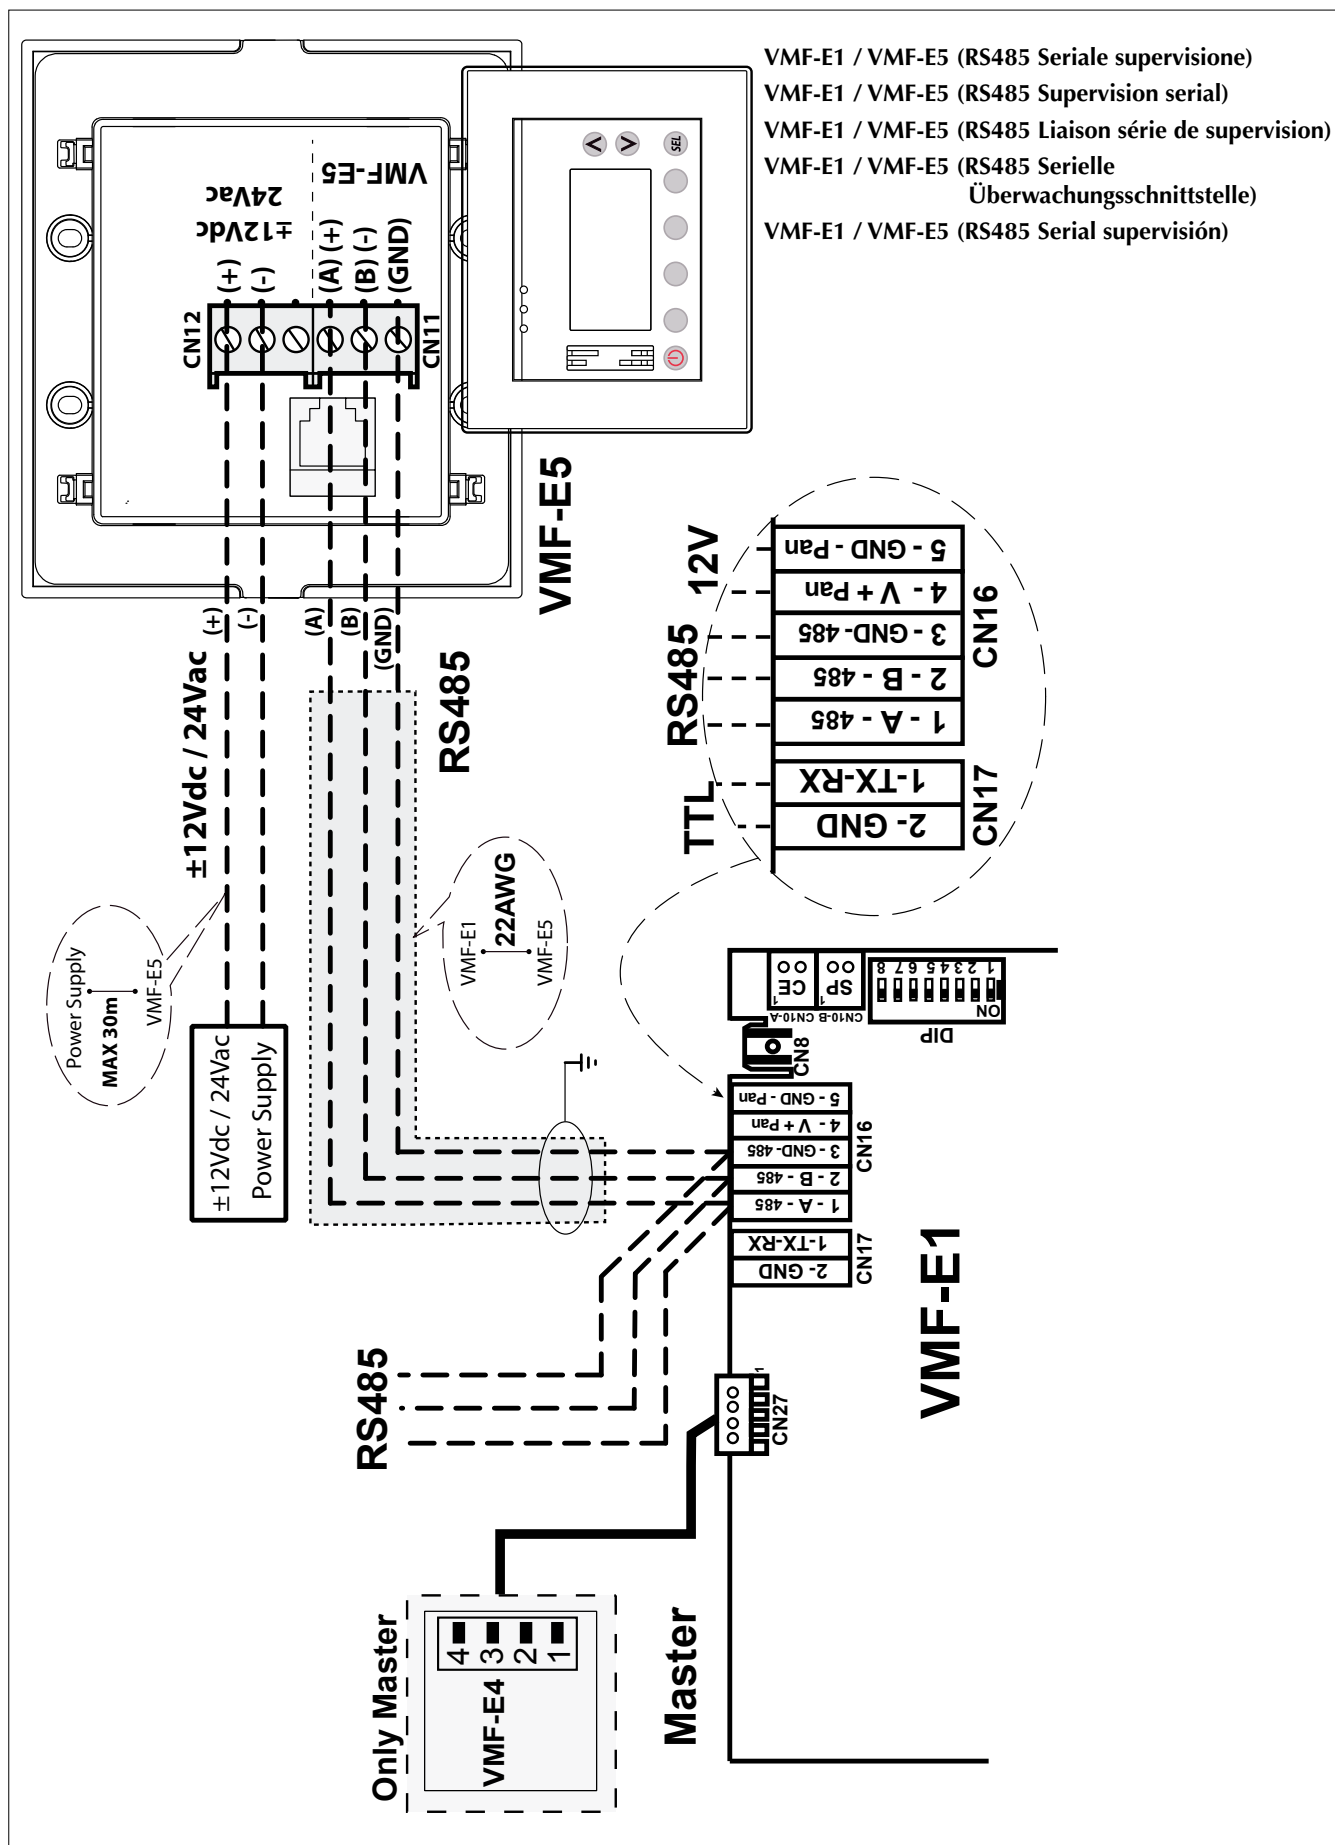 VMF-E1 / VMF-E5 (RS485 Seriale supervisione)
VMF-E1 / VMF-E5 (RS485 Supervision serial)
VMF-E1 / VMF-E5 (RS485 Liaison série de supervision)
VMF-E1 / VMF-E5 (RS485 Serielle
Überwachungsschnittstelle)
VMF-E1 / VMF-E5 (RS485 Serial supervisión)
VMF-E5
24Vac
±12Vdc
(+)
(-)
(A) (+)
(B) (-)
(GND)
CN12
CN11
SEL
VMF-E5
(+)
(-)
(A)
(B)
(GND)
±12Vdc / 24Vac
RS485
Power Supply
MAX 30m
VMF-E5
VMF-E1
22AWG
VMF-E5
±12Vdc / 24Vac
Power Supply
12V
RS485
TTL
5 - GND - Pan
4 - V + Pan
3 - GND- 485
2 - B - 485
1 - A - 485
CN16
1-TX-RX
2- GND
CN17
CE
1
SP
1
CN10-B CN10-A
8 7 6 5 4 3 2 1
ON
DIP
CN8
5 - GND - Pan
4 - V + Pan
3 - GND- 485
2 - B - 485
1 - A - 485
CN16
1-TX-RX
2- GND
CN17
VMF-E1
RS485
1
CN27
Master
Only Master
VMF-E4
4
3
2
1